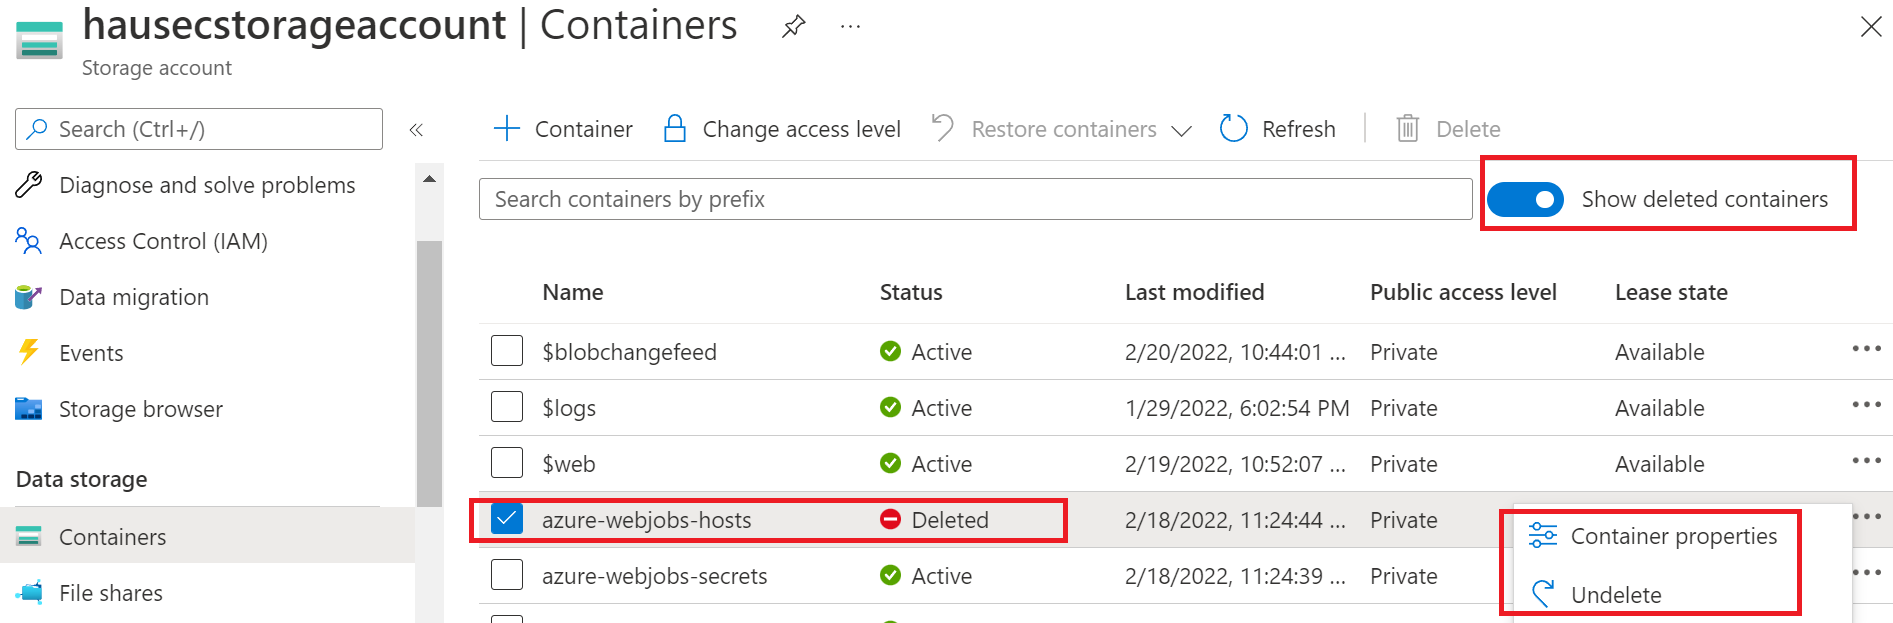 hausecstorageaccount | Containers
...
Storage account
Search (Ctrl+/)
«
Diagnose and solve problems
Access Control (IAM)
Data migration
Events
Storage browser
Data storage
Containers
File shares
Container
Change access level
Restore containers
Refresh
Delete
Search containers by prefix
Show deleted containers
Name Status Last modified Public access level Lease state
$blobchangefeed Active 2/20/2022, 10:44:01 ... Private Available ...
$logs Active 1/29/2022, 6:02:54 PM Private Available ...
$web Active 2/19/2022, 10:52:07 ... Private Available ...
azure-webjobs-hosts Deleted 2/18/2022, 11:24:44 ... Private ...
azure-webjobs-secrets Active 2/18/2022, 11:24:39 ... Private ...
Container properties
Undelete